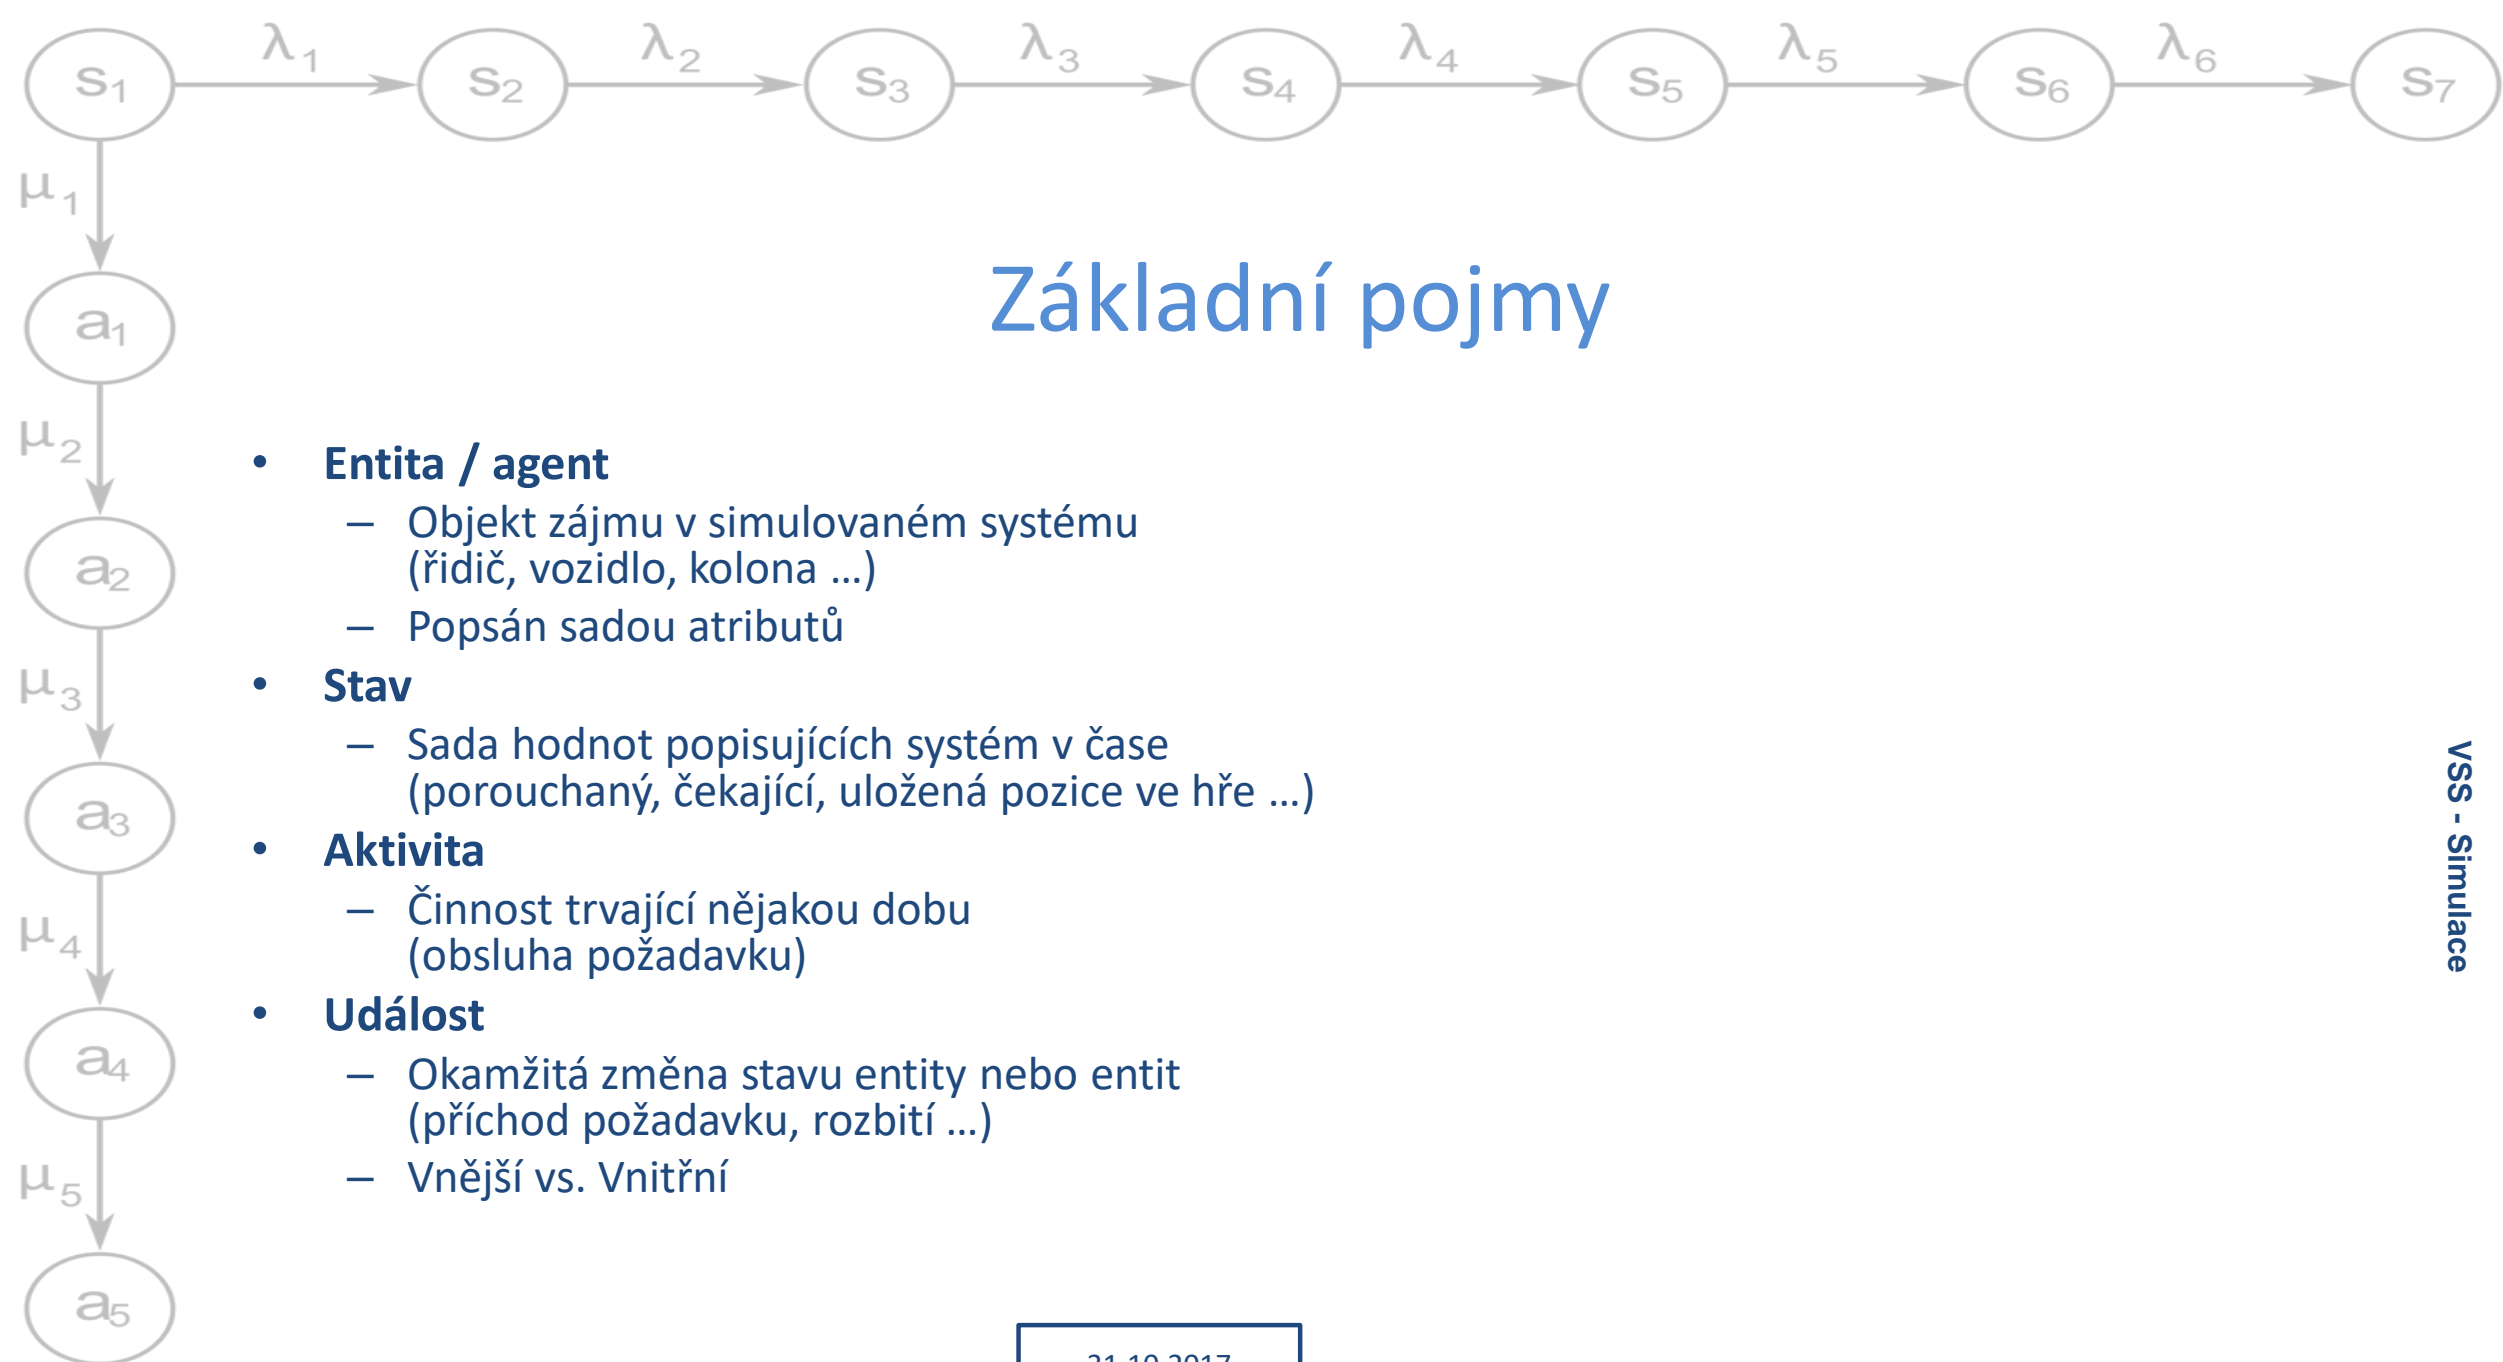 s1 λ1 s2 λ2 s3 λ3 s4 λ4 s5 λ5 s6 λ6 s7
μ1
a1
μ2
a2
μ3
a3
μ4
a4
μ5
a5
Základní pojmy
• Entita / agent
– Objekt zájmu v simulovaném systému
(řidič, vozidlo, kolona ...)
– Popsán sadou atributů
• Stav
– Sada hodnot popisujících systém v čase
(porouchaný, čekající, uložená pozice ve hře ...)
• Aktivita
– Činnost trvající nějakou dobu
(obsluha požadavku)
• Událost
– Okamžitá změna stavu entity nebo entit
(příchod požadavku, rozbití ...)
– Vnější vs. Vnitřní
VSS - Simulace
31.10.2017